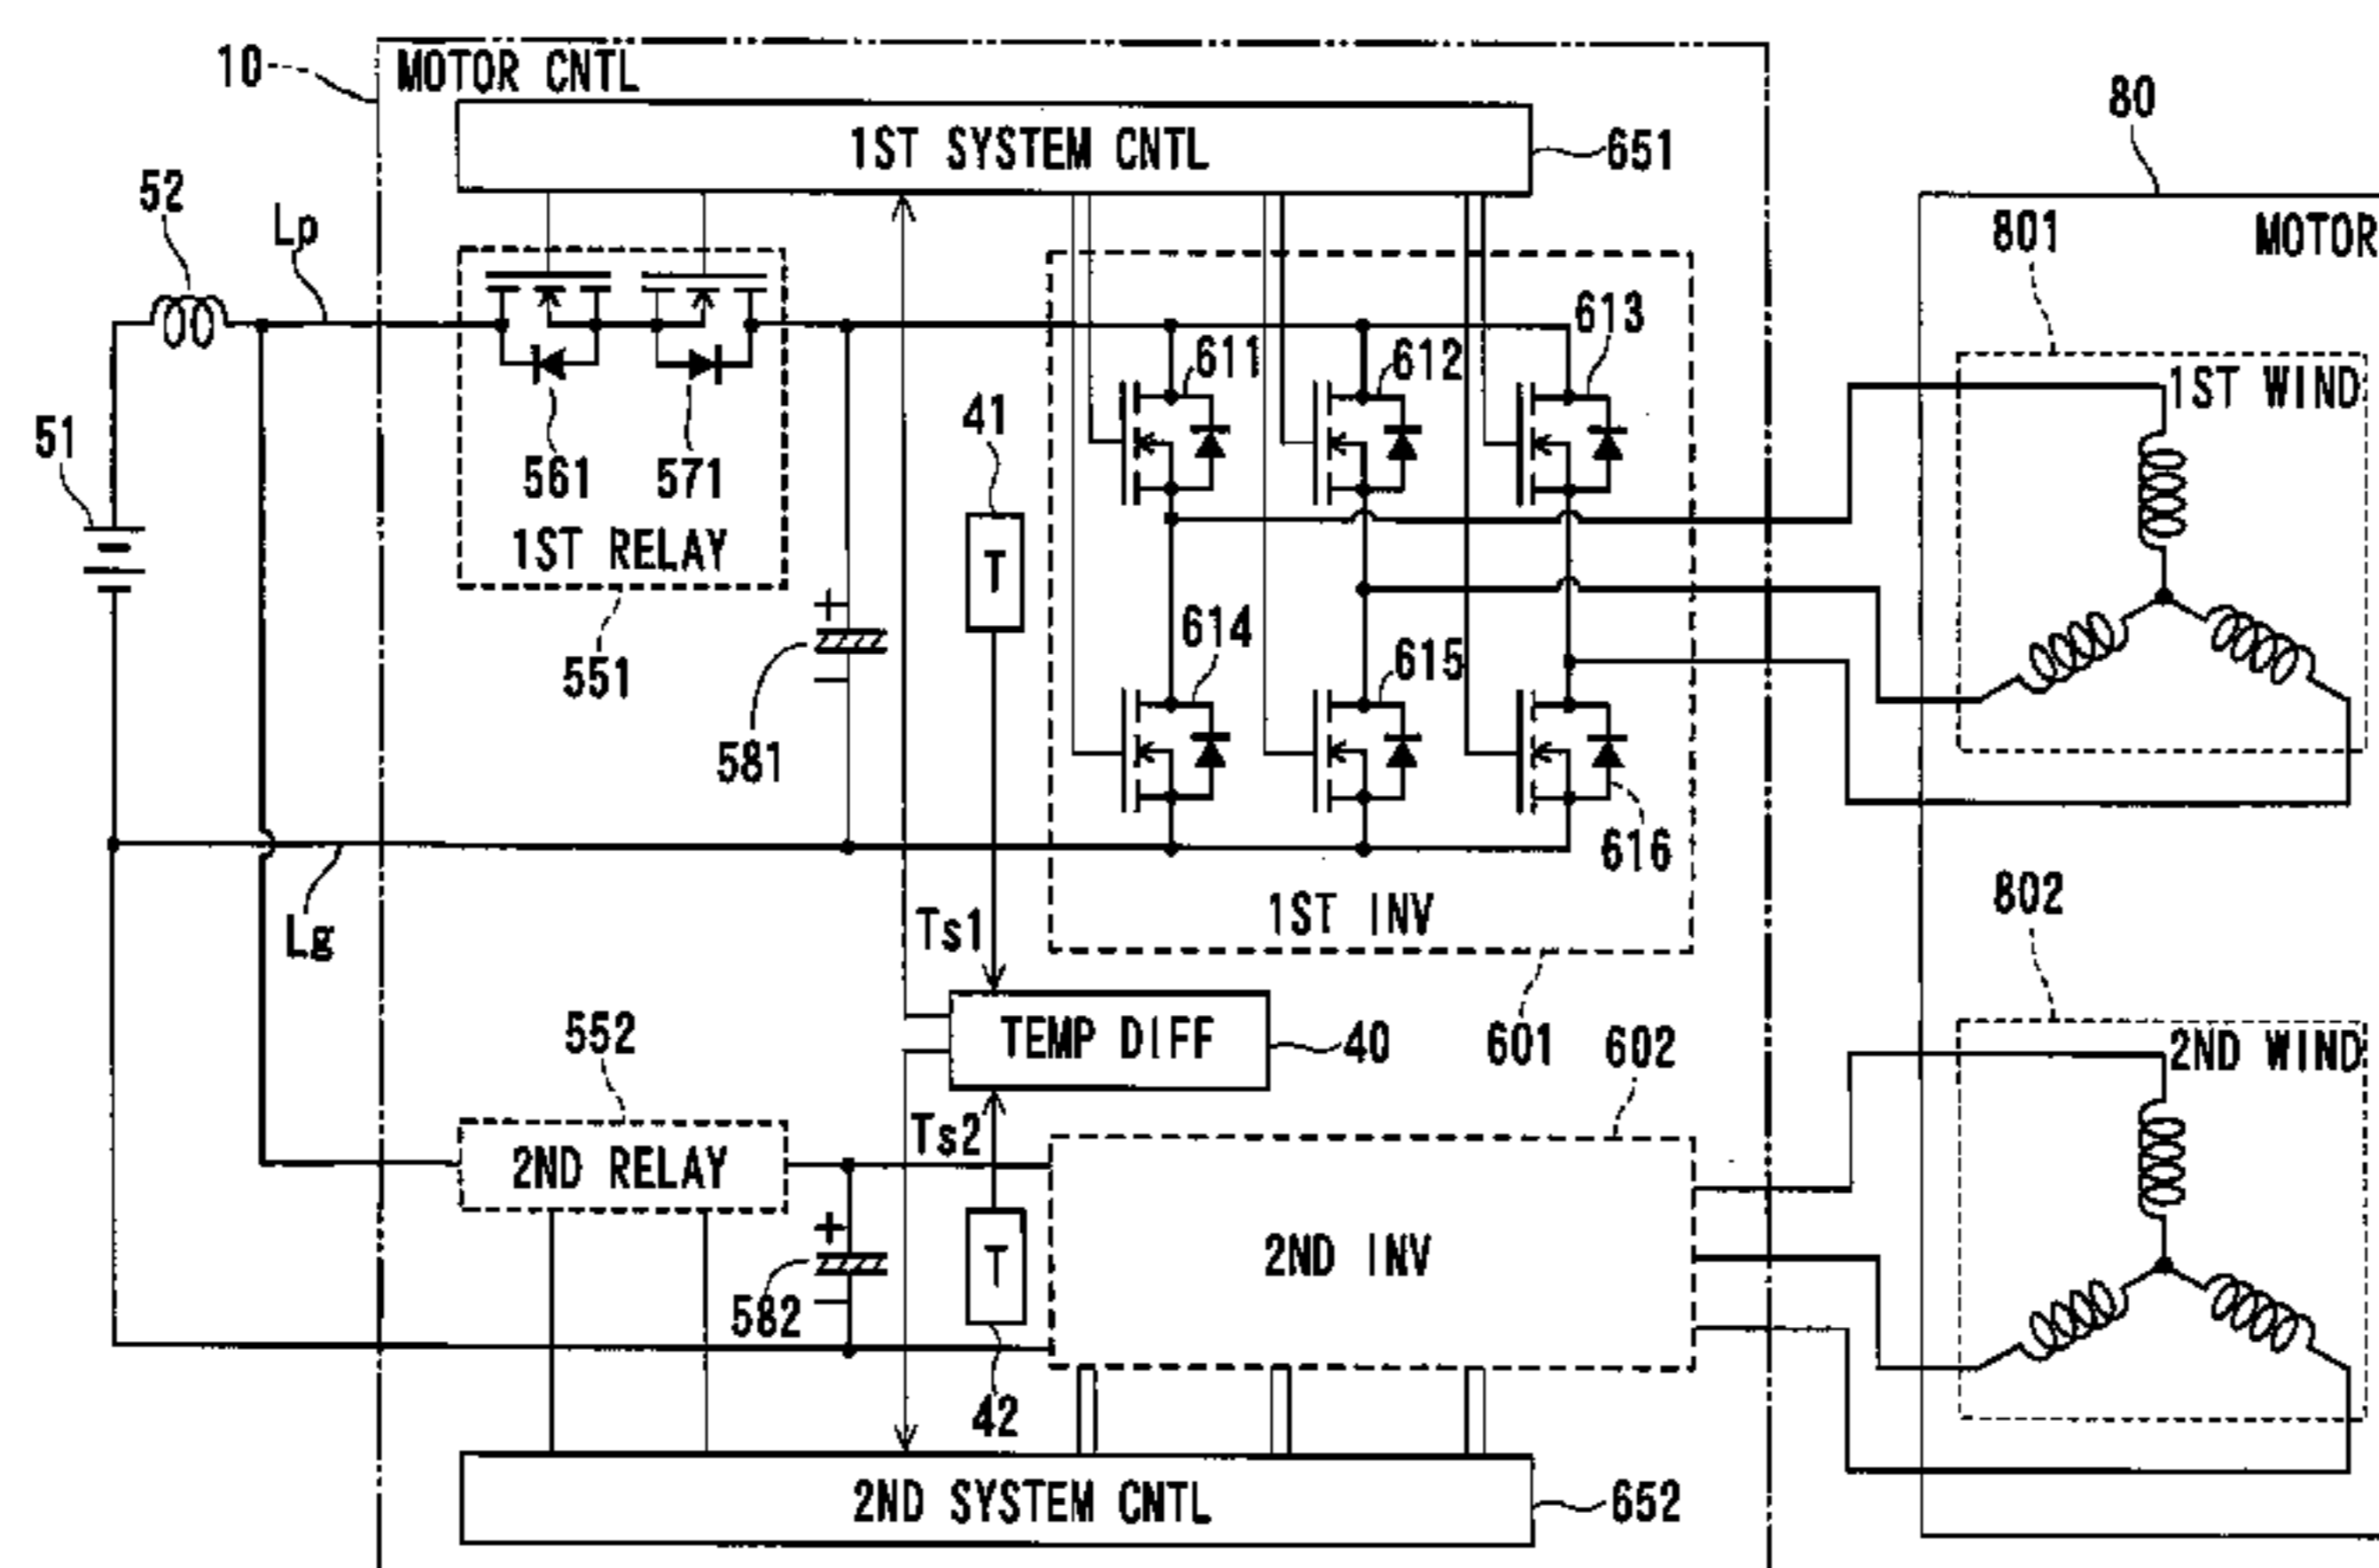 10
MOTOR CNTL
1ST SYSTEM CNTL
651
80
52
Lp
801
MOTOR
613
611
612
1ST WIND
51
41
561
571
T
1ST RELAY
614
615
551
581
616
802
Ts1
1ST INV
Lg
552
TEMP DIFF
40
601
602
2ND WIND
Ts2
2ND RELAY
T
2ND INV
582
42
2ND SYSTEM CNTL
652